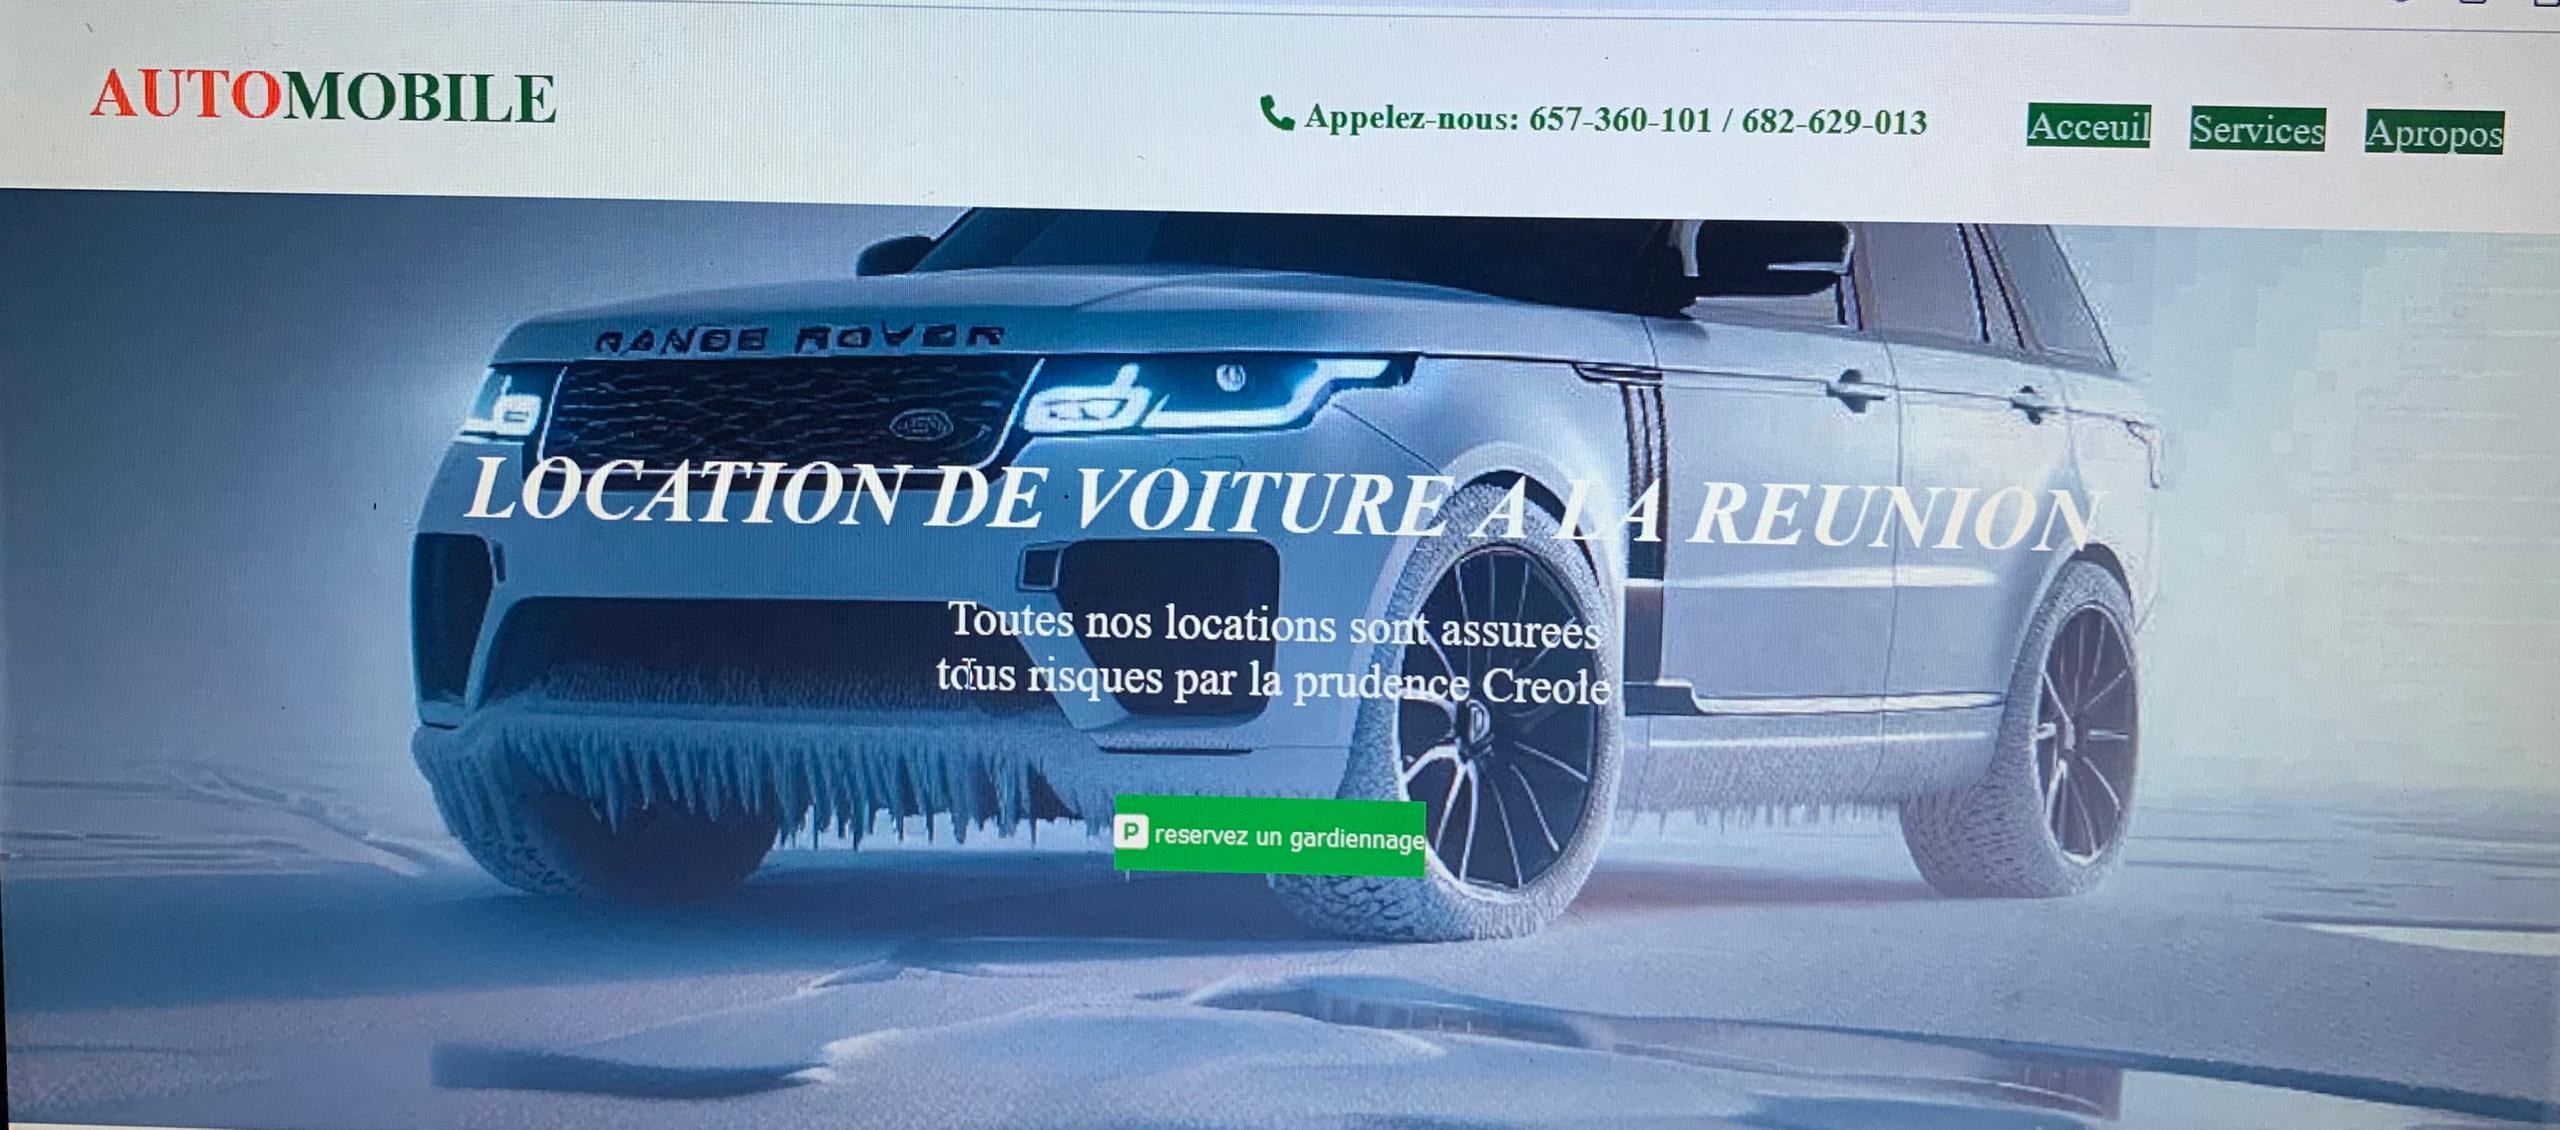 AUTOMOBILE
Appelez-nous: 657-360-101 / 682-629-013
Acceuil Services Apropos
RANGE ROVER
LOCATION DE VOITURE A LA REUNION
Toutes nos locations sont assurees
tous risques par la prudence Creole
P reservez un gardiennage